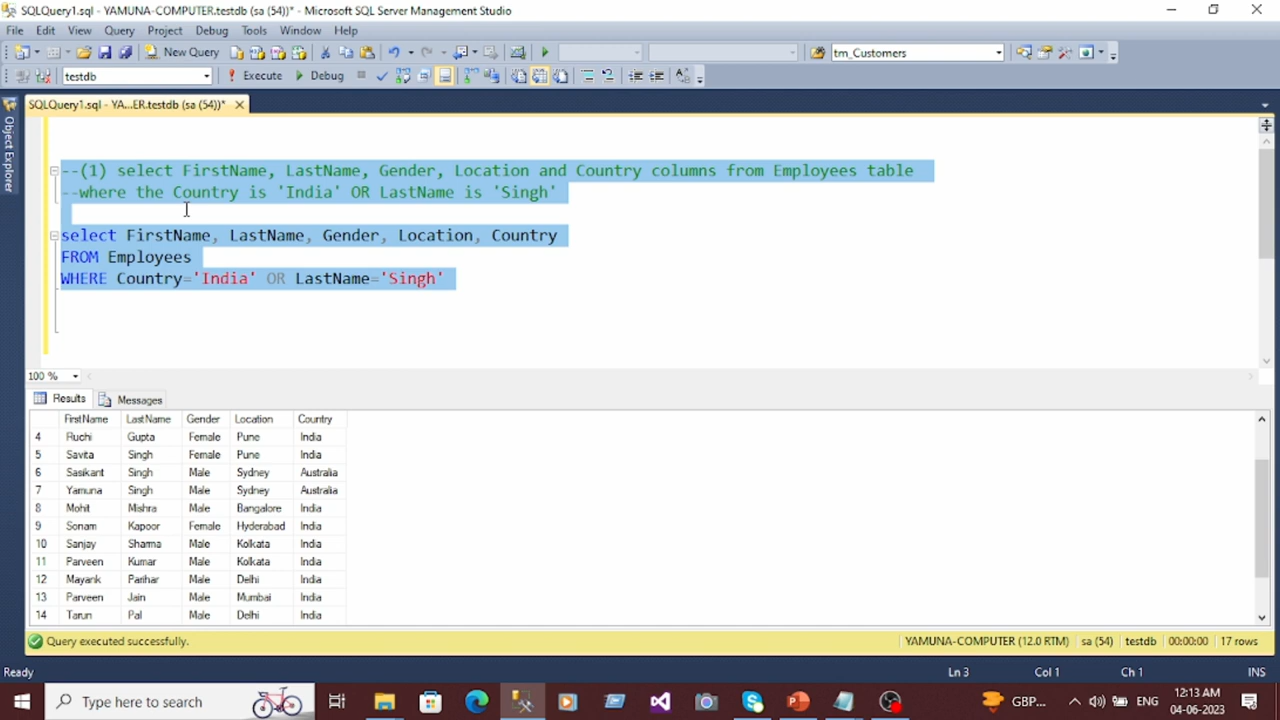 SQLQuery1.sql - YAMUNA-COMPUTER.testdb (sa (54))* - Microsoft SQL Server Management Studio
File Edit View Query Project Debug Tools Window Help
New Query tm_Customers
testdb Execute Debug
SQLQuery1.sql - YA...ER.testdb (sa (54))*
Object Explorer
--(1) select FirstName, LastName, Gender, Location and Country columns from Employees table
--where the Country is 'India' OR LastName is 'Singh'
select FirstName, LastName, Gender, Location, Country
FROM Employees
WHERE Country='India' OR LastName='Singh'
100 %
Results Messages
FirstName LastName Gender Location Country
4 Ruchi Gupta Female Pune India
5 Savita Singh Female Pune India
6 Sasikant Singh Male Sydney Australia
7 Yamuna Singh Male Sydney Australia
8 Mohit Mishra Male Bangalore India
9 Sonam Kapoor Female Hyderabad India
10 Sanjay Sharma Male Kolkata India
11 Parveen Kumar Male Kolkata India
12 Mayank Parihar Male Delhi India
13 Parveen Jain Male Mumbai India
14 Tarun Pal Male Delhi India
Query executed successfully. YAMUNA-COMPUTER (12.0 RTM) sa (54) testdb 00:00:00 17 rows
Ready Ln 3 Col 1 Ch 1 INS
Type here to search GBP... ENG 12:13 AM
04-06-2023